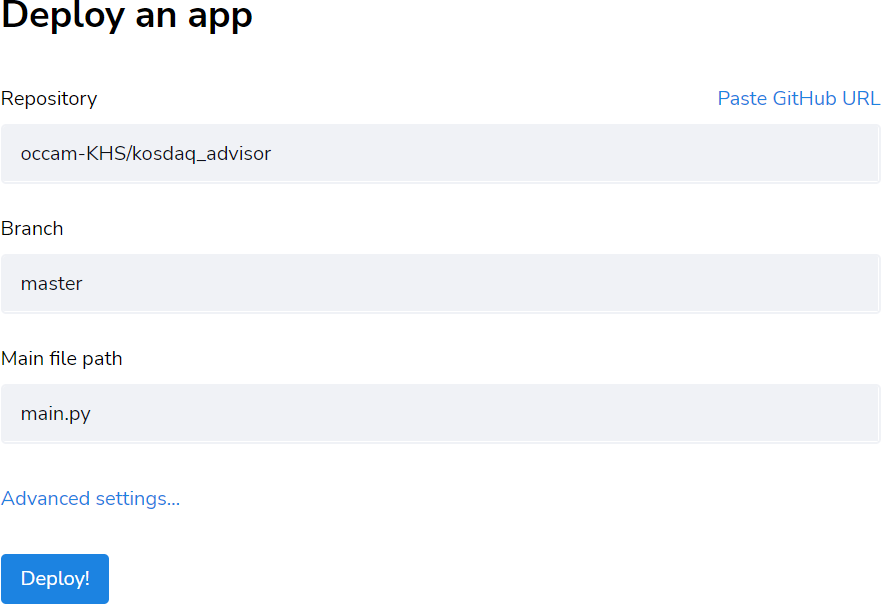 Deploy an app
Repository
Paste GitHub URL
occam-KHS/kosdaq_advisor
Branch
master
Main file path
main.py
Advanced settings...
Deploy!